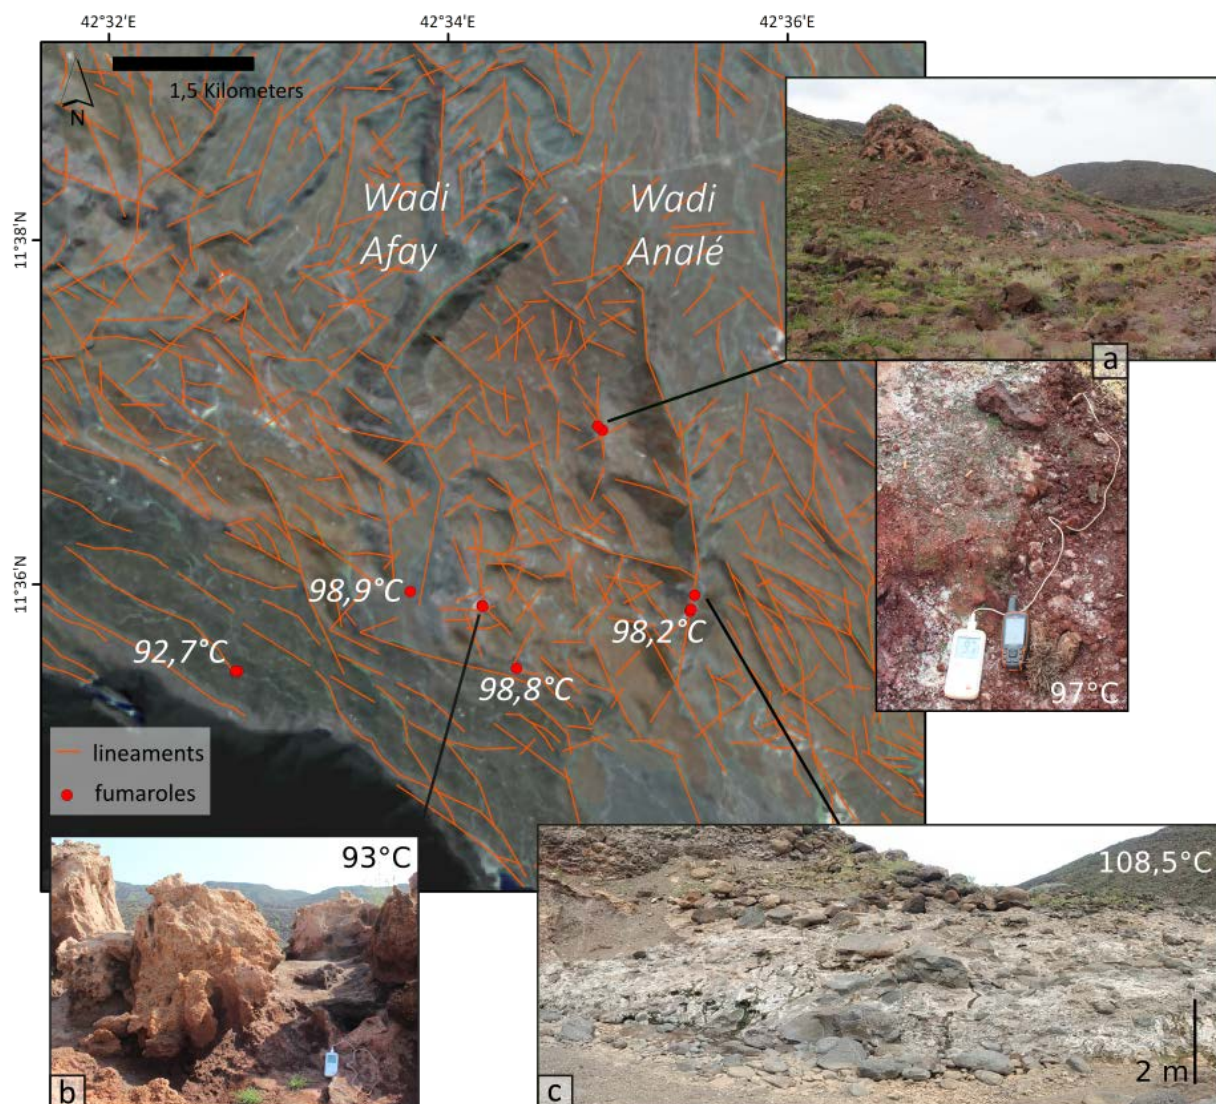 42°32'E
42°34'E
42°36'E
1,5 Kilometers
N
Wadi
Afay
Wadi
Analé
11°38'N
a
97°C
11°36'N
98,9°C
98,2°C
92,7°C
98,8°C
lineaments
fumaroles
93°C
b
108,5°C
2 m
c